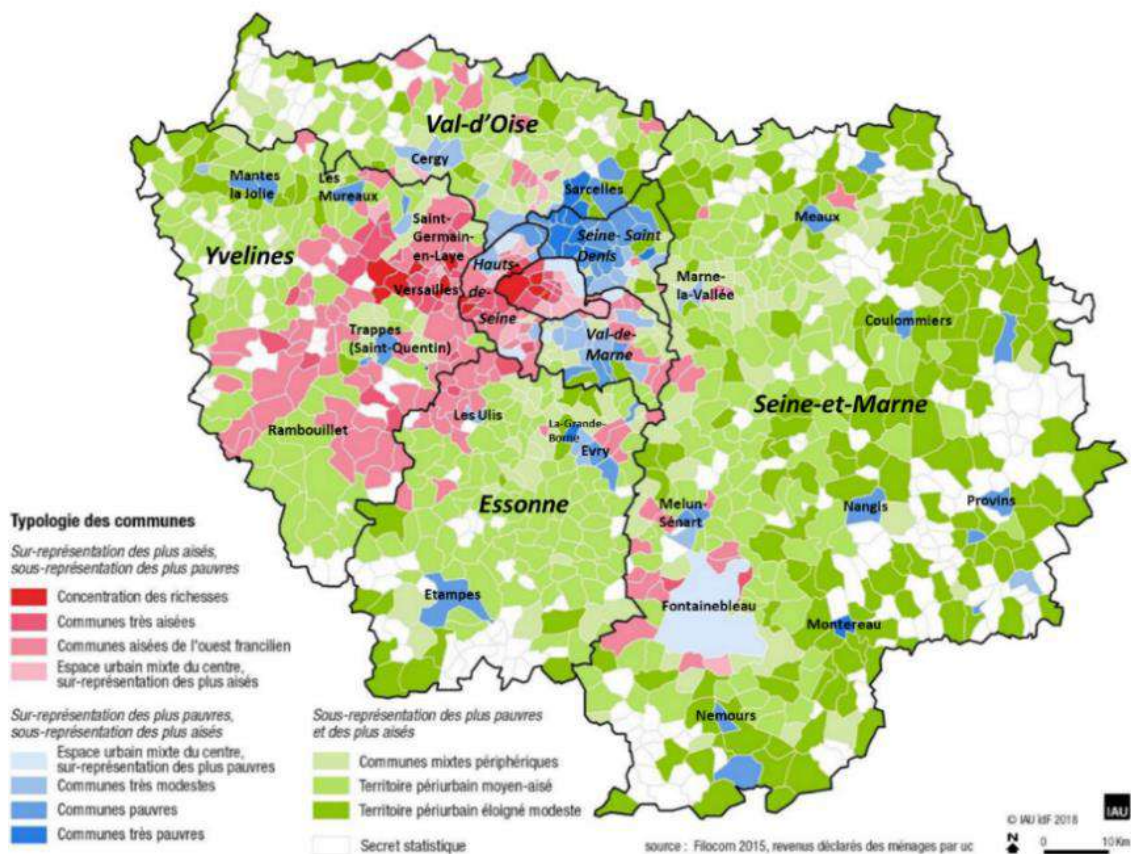 Val-d'Oise
Cergy
Mantes
la Jolie
Les
Mureaux
Sarcelles
Saint-
Germain-
en-Laye
Seine- Saint
Denis
Meaux
Yvelines
Hauts-
de-
Seine
Versailles
Marne-
la-Vallée
Coulommiers
Trappes
(Saint-Quentin)
Val-de-
Marne
Seine-et-Marne
Rambouillet
Les Ulis
La-Grande-
Borne
Evry
Essonne
Melun-
Sénart
Nangis
Provins
Etampes
Fontainebleau
Montereau
Nemours
Typologie des communes
Sur-représentation des plus aisés,
sous-représentation des plus pauvres
Concentration des richesses
Communes très aisées
Communes aisées de l'ouest francilien
Espace urbain mixte du centre,
sur-représentation des plus aisés
Sur-représentation des plus pauvres,
sous-représentation des plus aisés
Espace urbain mixte du centre,
sur-représentation des plus pauvres
Communes très modestes
Communes pauvres
Communes très pauvres
Sous-représentation des plus pauvres
et des plus aisés
Communes mixtes périphériques
Territoire périurbain moyen-aisé
Territoire périurbain éloigné modeste
Secret statistique
source : Filocom 2015, revenus déclarés des ménages par uc
IAU
© IAU îdF 2018
N
0 10 Km